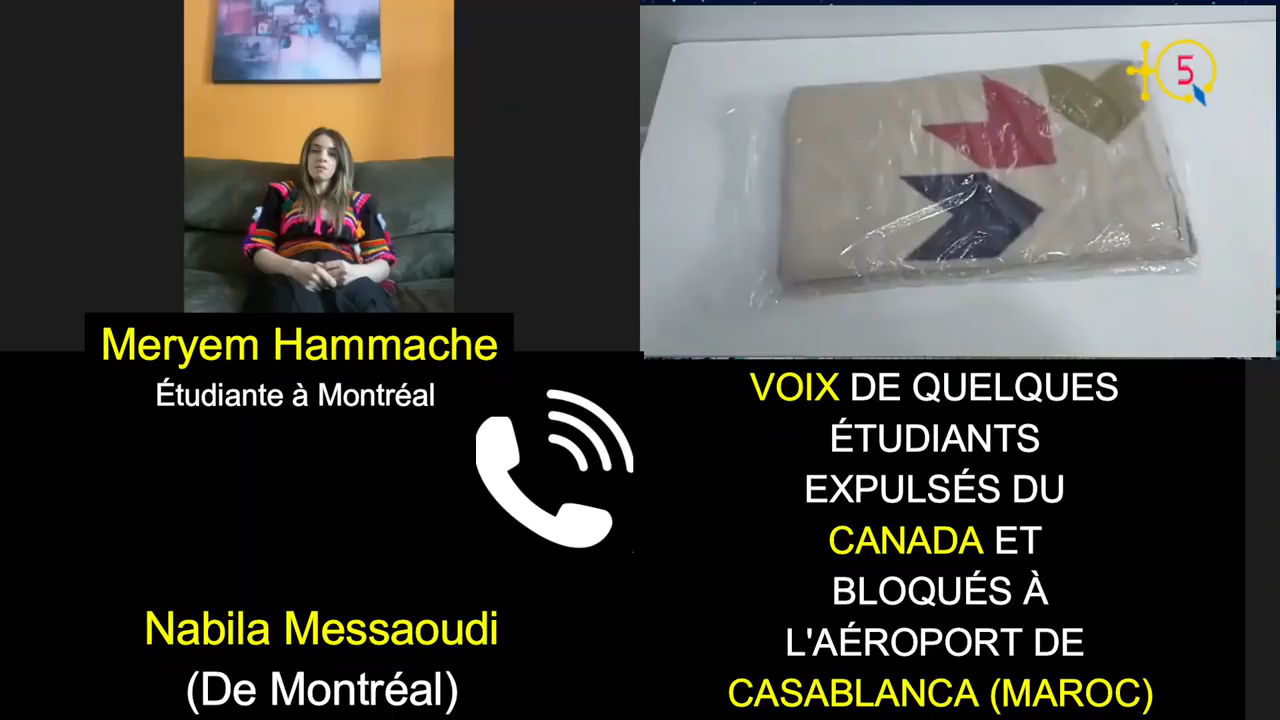 5
Meryem Hammache
Étudiante à Montréal
Nabila Messaoudi
(De Montréal)
VOIX DE QUELQUES
ÉTUDIANTS
EXPULSÉS DU
CANADA ET
BLOQUÉS À
L'AÉROPORT DE
CASABLANCA (MAROC)